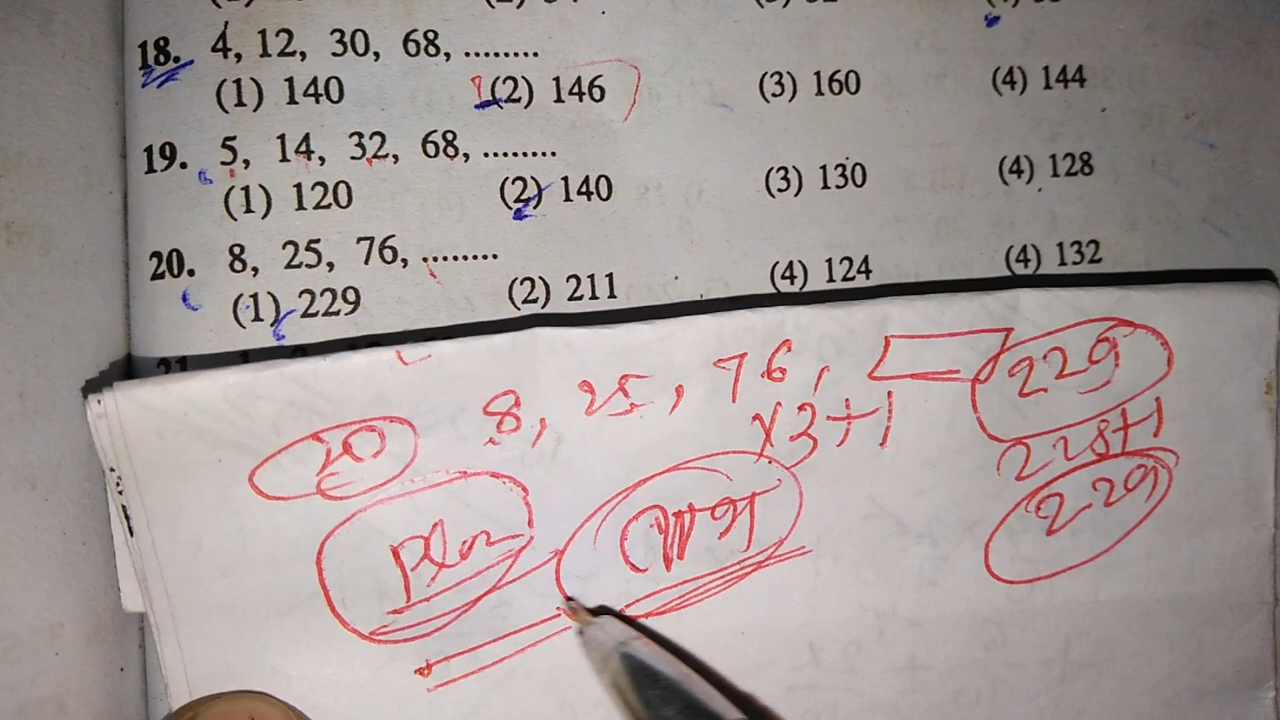 18. 4, 12, 30, 68, ........
(1) 140 (2) 146 (3) 160 (4) 144
19. 5, 14, 32, 68, ........
(1) 120 (2) 140 (3) 130 (4) 128
20. 8, 25, 76, ........
(1) 229 (2) 211 (4) 124 (4) 132
20 8, 25, 76, 229
×3+1 228+1
229